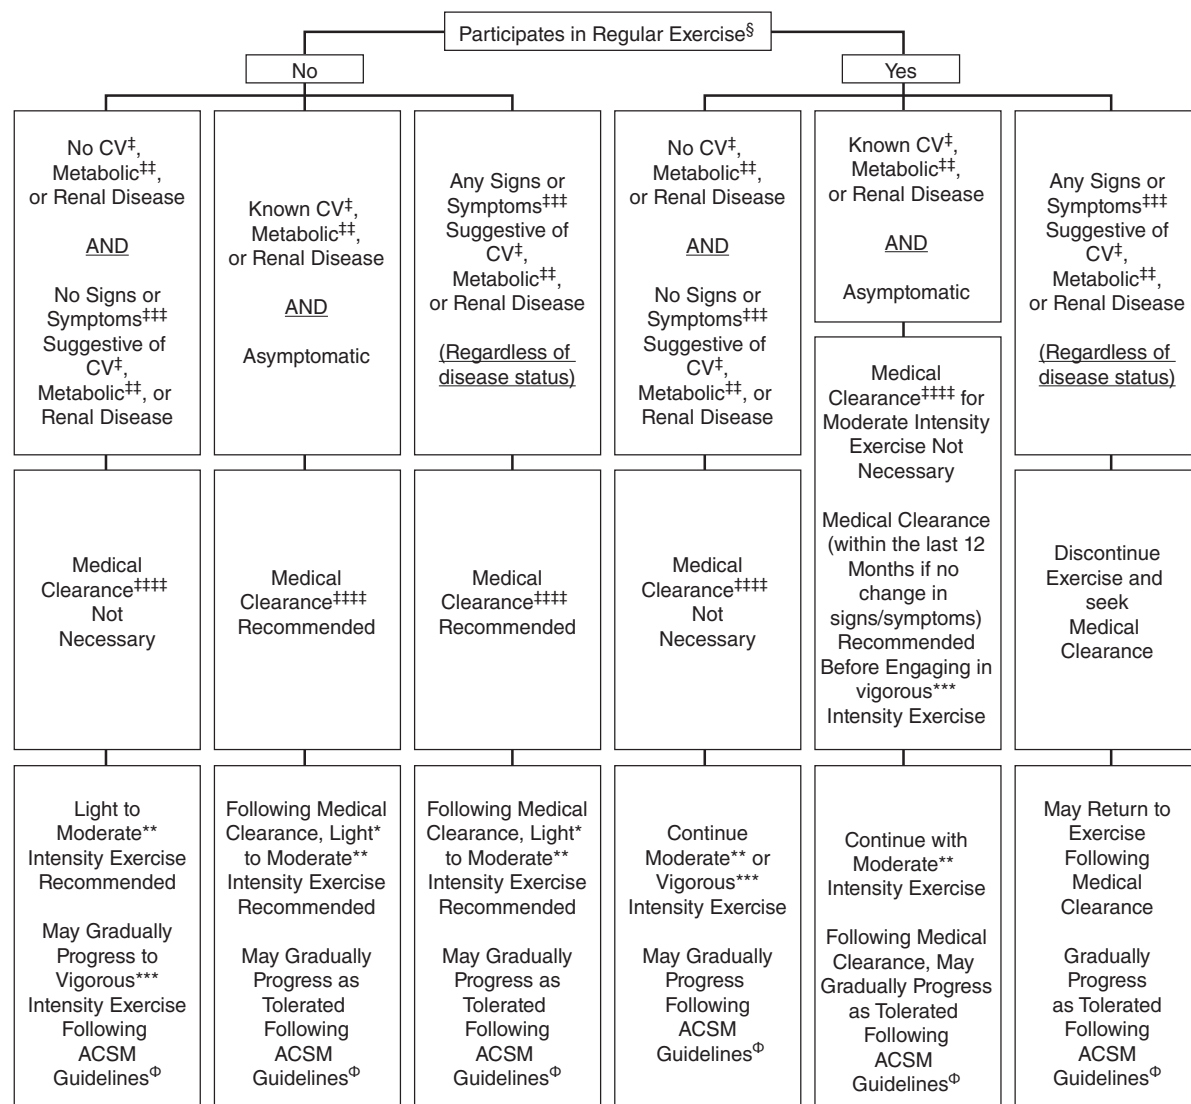 Participates in Regular Exercise§
No
Yes
No CV‡,
Metabolic‡‡,
or Renal Disease
AND
No Signs or
Symptoms‡‡‡
Suggestive of
CV‡,
Metabolic‡‡, or
Renal Disease
Known CV‡,
Metabolic‡‡,
or Renal Disease
AND
Asymptomatic
Any Signs or
Symptoms‡‡‡
Suggestive of
CV‡,
Metabolic‡‡,
or Renal Disease
(Regardless of
disease status)
No CV‡,
Metabolic‡‡,
or Renal Disease
AND
No Signs or
Symptoms‡‡‡
Suggestive of
CV‡,
Metabolic‡‡, or
Renal Disease
Known CV‡,
Metabolic‡‡,
or Renal Disease
AND
Asymptomatic
Any Signs or
Symptoms‡‡‡
Suggestive of
CV‡,
Metabolic‡‡,
or Renal Disease
(Regardless of
disease status)
Medical
Clearance‡‡‡‡
Not
Necessary
Medical
Clearance‡‡‡‡
Recommended
Medical
Clearance‡‡‡‡
Recommended
Medical
Clearance‡‡‡‡
Not
Necessary
Medical
Clearance‡‡‡‡ for
Moderate Intensity
Exercise Not
Necessary
Medical Clearance
(within the last 12
Months if no
change in
signs/symptoms)
Recommended
Before Engaging in
vigorous***
Intensity Exercise
Discontinue
Exercise and
seek
Medical
Clearance
Light to
Moderate**
Intensity Exercise
Recommended
May Gradually
Progress to
Vigorous***
Intensity Exercise
Following
ACSM
GuidelinesΦ
Following Medical
Clearance, Light*
to Moderate**
Intensity Exercise
Recommended
May Gradually
Progress as
Tolerated
Following
ACSM
GuidelinesΦ
Following Medical
Clearance, Light*
to Moderate**
Intensity Exercise
Recommended
May Gradually
Progress as
Tolerated
Following
ACSM
GuidelinesΦ
Continue
Moderate** or
Vigorous***
Intensity Exercise
May Gradually
Progress
Following
ACSM
GuidelinesΦ
Continue with
Moderate**
Intensity Exercise
Following Medical
Clearance, May
Gradually Progress
as Tolerated
Following
ACSM
GuidelinesΦ
May Return to
Exercise
Following
Medical
Clearance
Gradually
Progress
as Tolerated
Following
ACSM
GuidelinesΦ